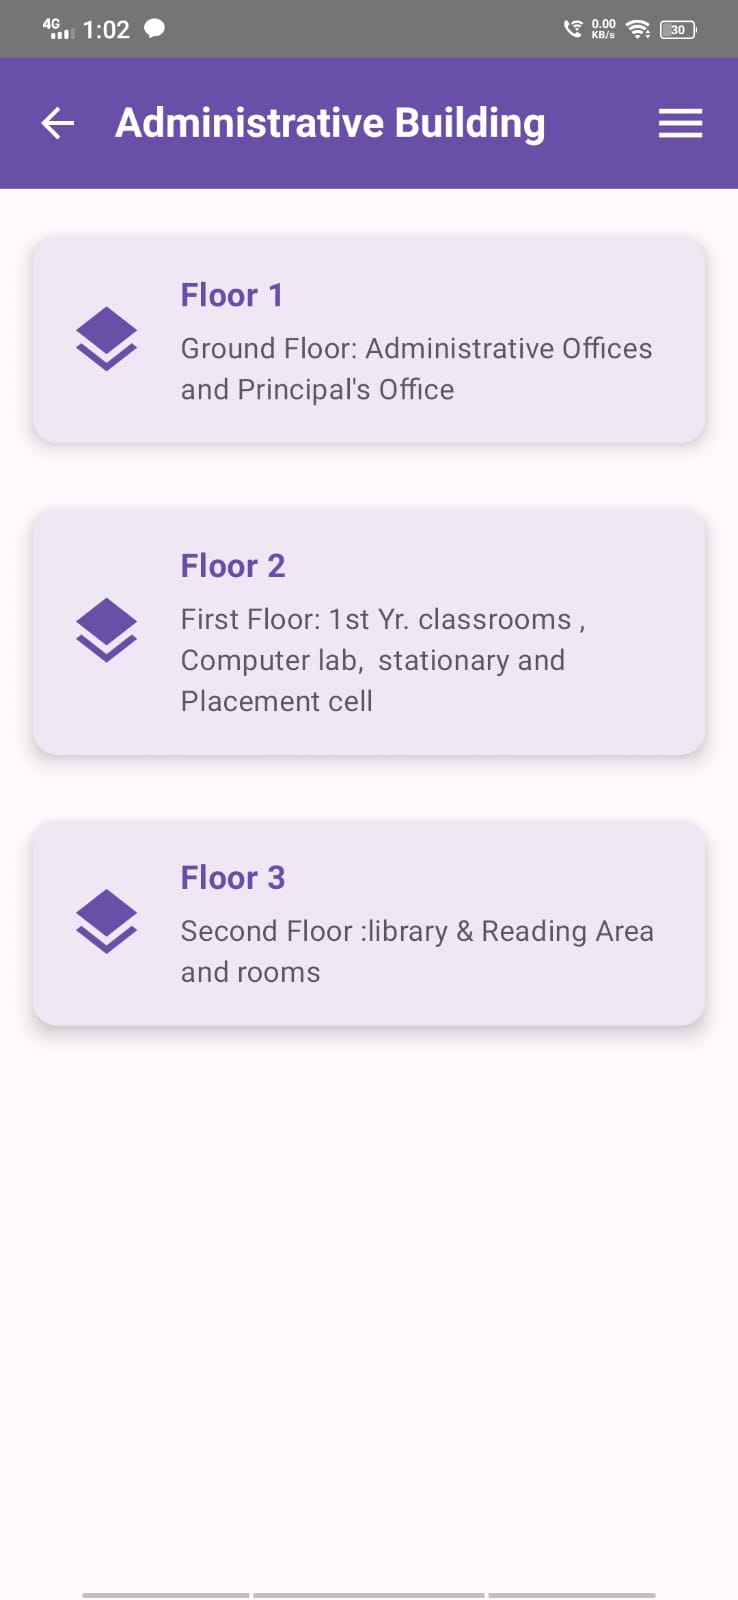 4G 1:02 0.00 KB/s 30
Administrative Building
Floor 1
Ground Floor: Administrative Offices
and Principal's Office
Floor 2
First Floor: 1st Yr. classrooms ,
Computer lab,  stationary and
Placement cell
Floor 3
Second Floor :library & Reading Area
and rooms